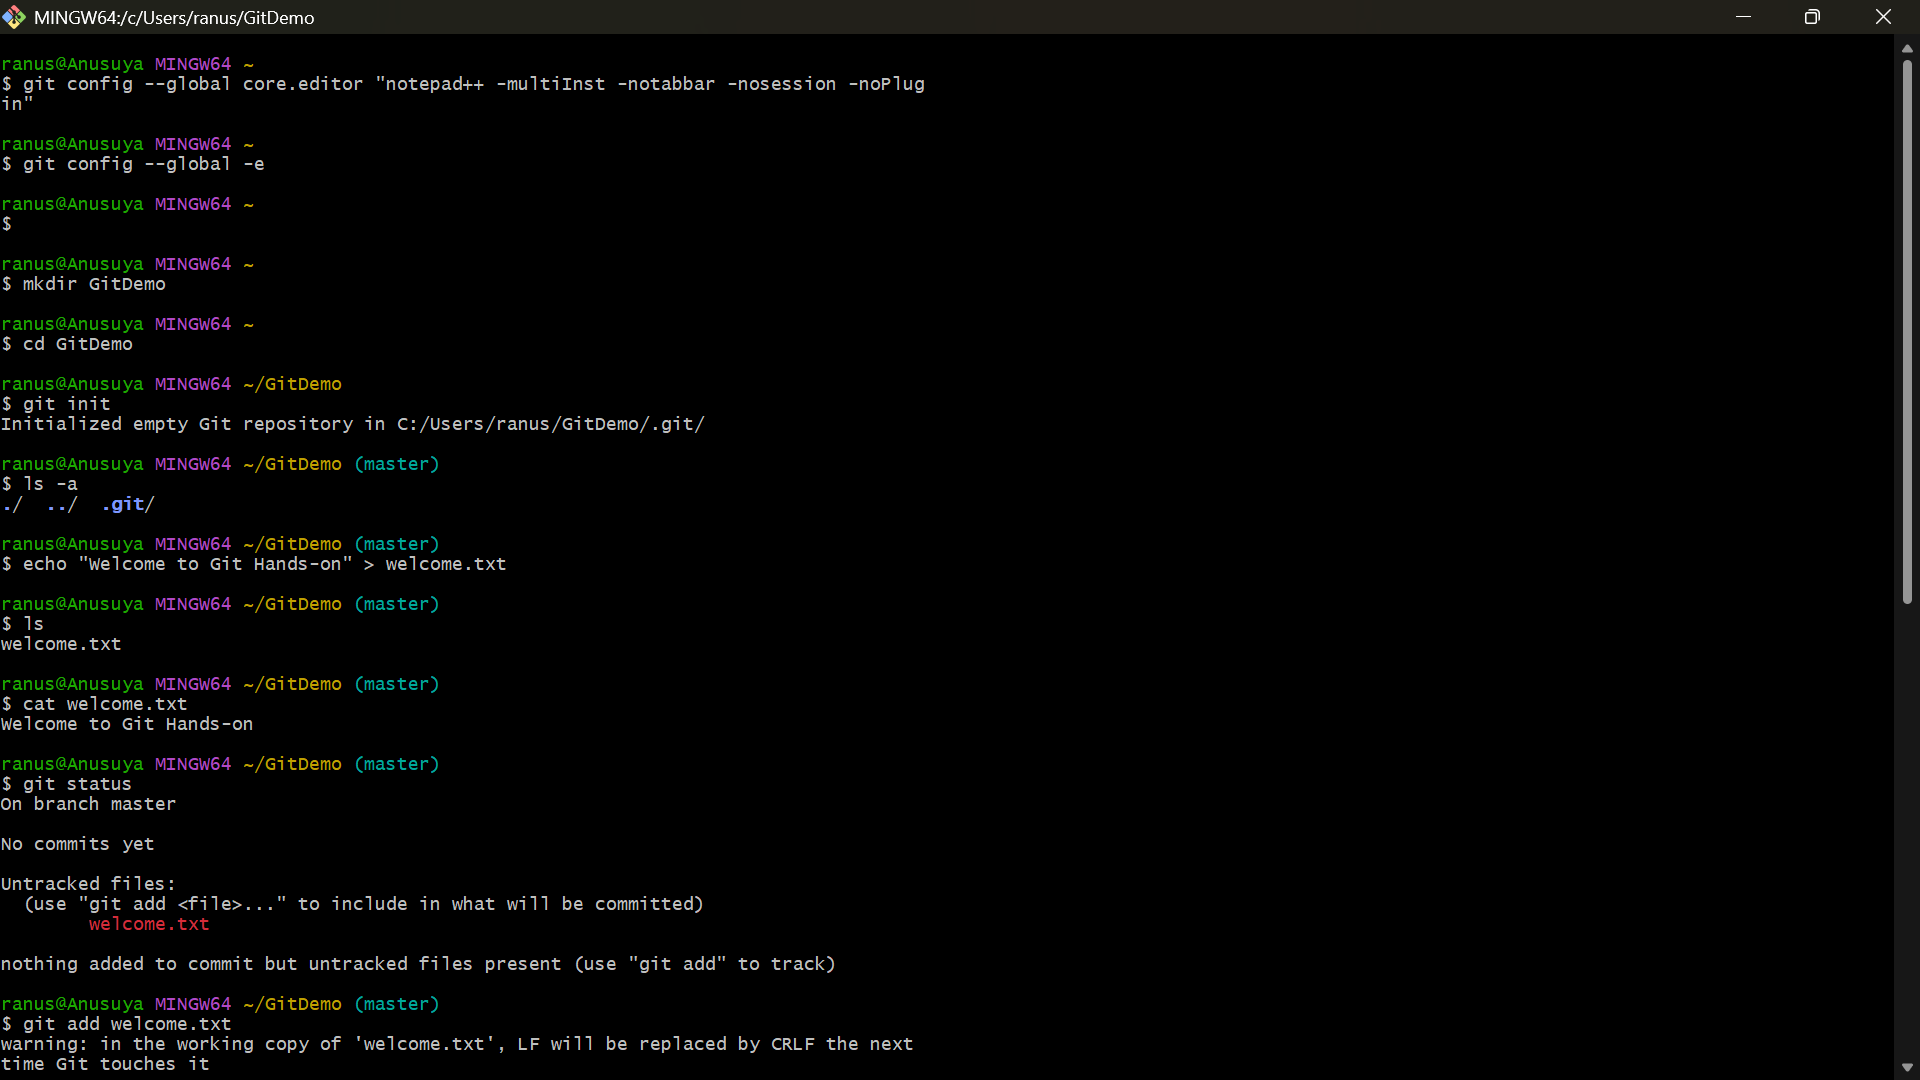 MINGW64:/c/Users/ranus/GitDemo
ranus@Anusuya MINGW64 ~
$ git config --global core.editor "notepad++ -multiInst -notabbar -nosession -noPlug
in"
ranus@Anusuya MINGW64 ~
$ git config --global -e
ranus@Anusuya MINGW64 ~
$
ranus@Anusuya MINGW64 ~
$ mkdir GitDemo
ranus@Anusuya MINGW64 ~
$ cd GitDemo
ranus@Anusuya MINGW64 ~/GitDemo
$ git init
Initialized empty Git repository in C:/Users/ranus/GitDemo/.git/
ranus@Anusuya MINGW64 ~/GitDemo (master)
$ ls -a
./  ../  .git/
ranus@Anusuya MINGW64 ~/GitDemo (master)
$ echo "Welcome to Git Hands-on" > welcome.txt
ranus@Anusuya MINGW64 ~/GitDemo (master)
$ ls
welcome.txt
ranus@Anusuya MINGW64 ~/GitDemo (master)
$ cat welcome.txt
Welcome to Git Hands-on
ranus@Anusuya MINGW64 ~/GitDemo (master)
$ git status
On branch master
No commits yet
Untracked files:
  (use "git add <file>..." to include in what will be committed)
        welcome.txt
nothing added to commit but untracked files present (use "git add" to track)
ranus@Anusuya MINGW64 ~/GitDemo (master)
$ git add welcome.txt
warning: in the working copy of 'welcome.txt', LF will be replaced by CRLF the next
time Git touches it